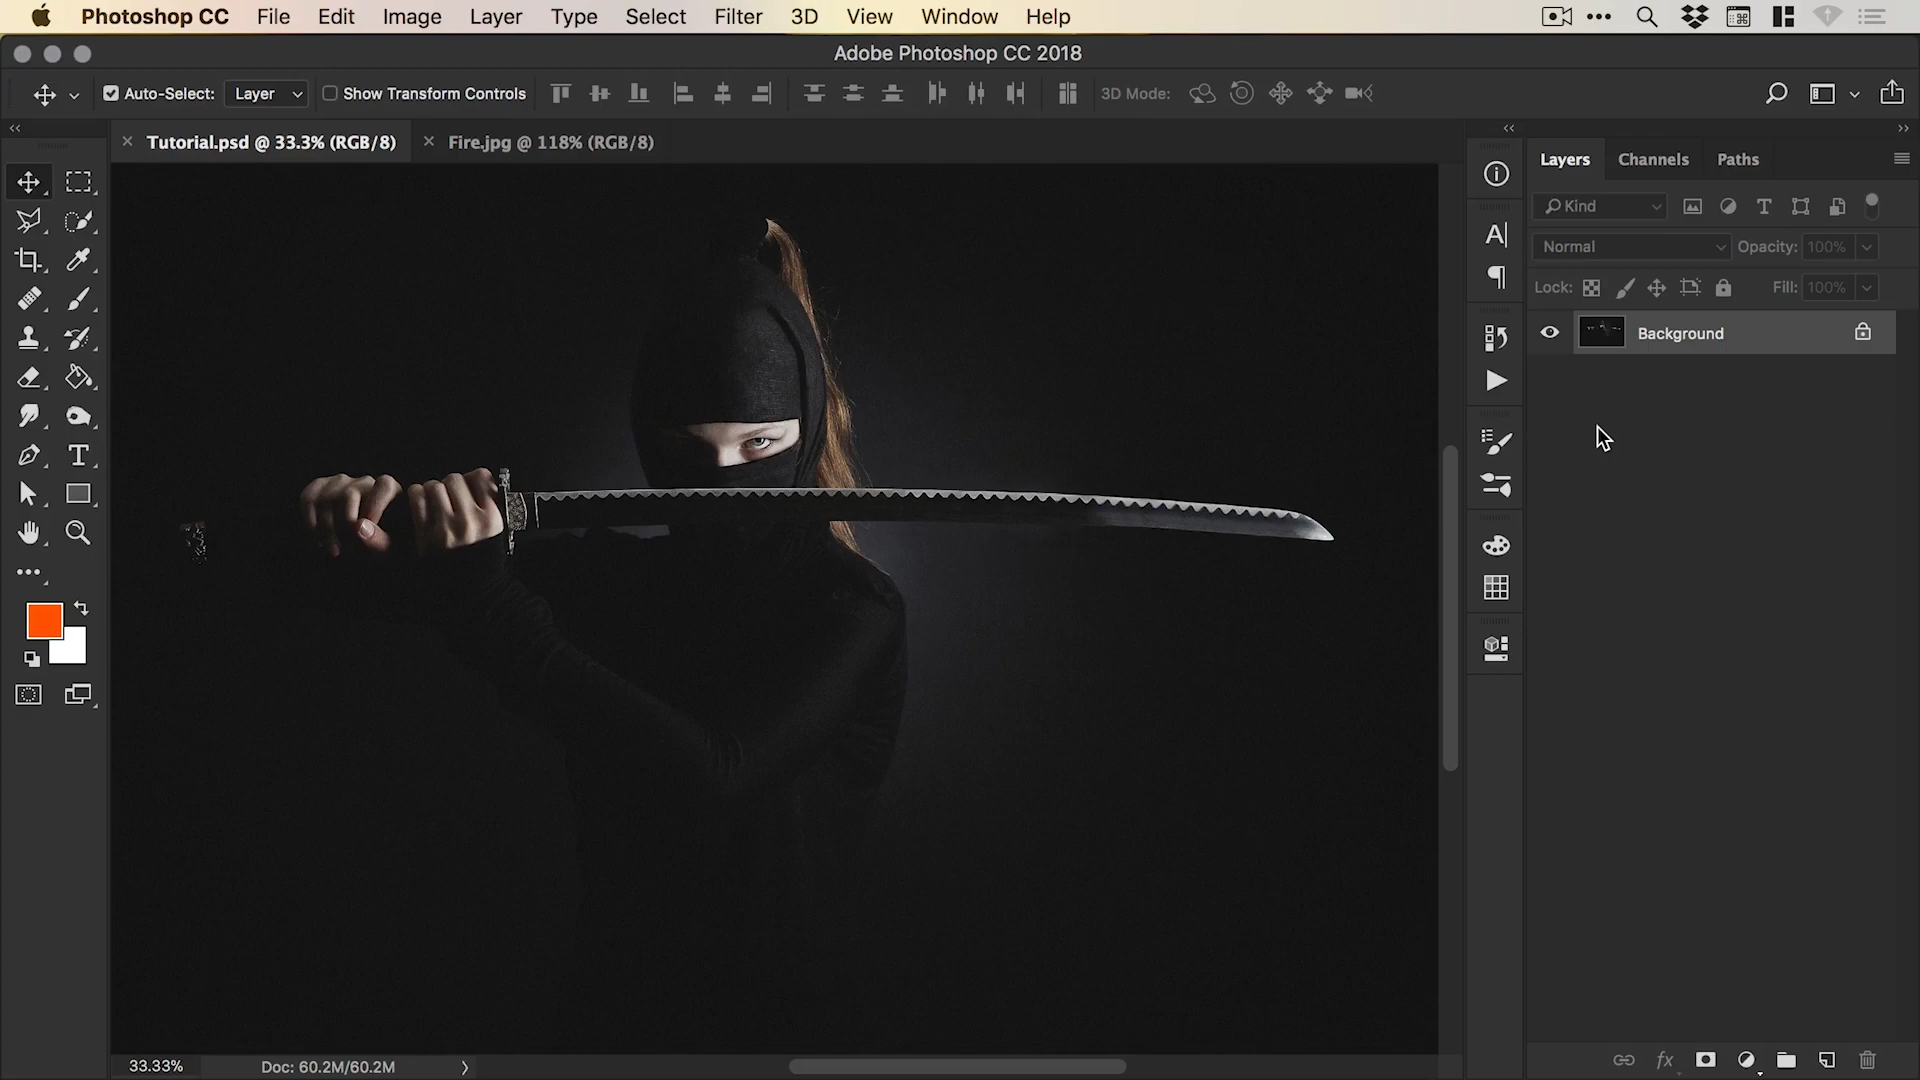 Photoshop CC File Edit Image Layer Type Select Filter 3D View Window Help
Adobe Photoshop CC 2018
Auto-Select: Layer Show Transform Controls 3D Mode:
Tutorial.psd @ 33.3% (RGB/8) Fire.jpg @ 118% (RGB/8)
Layers Channels Paths
Kind
Normal Opacity: 100%
Lock: Fill: 100%
Background
33.33% Doc: 60.2M/60.2M
fx